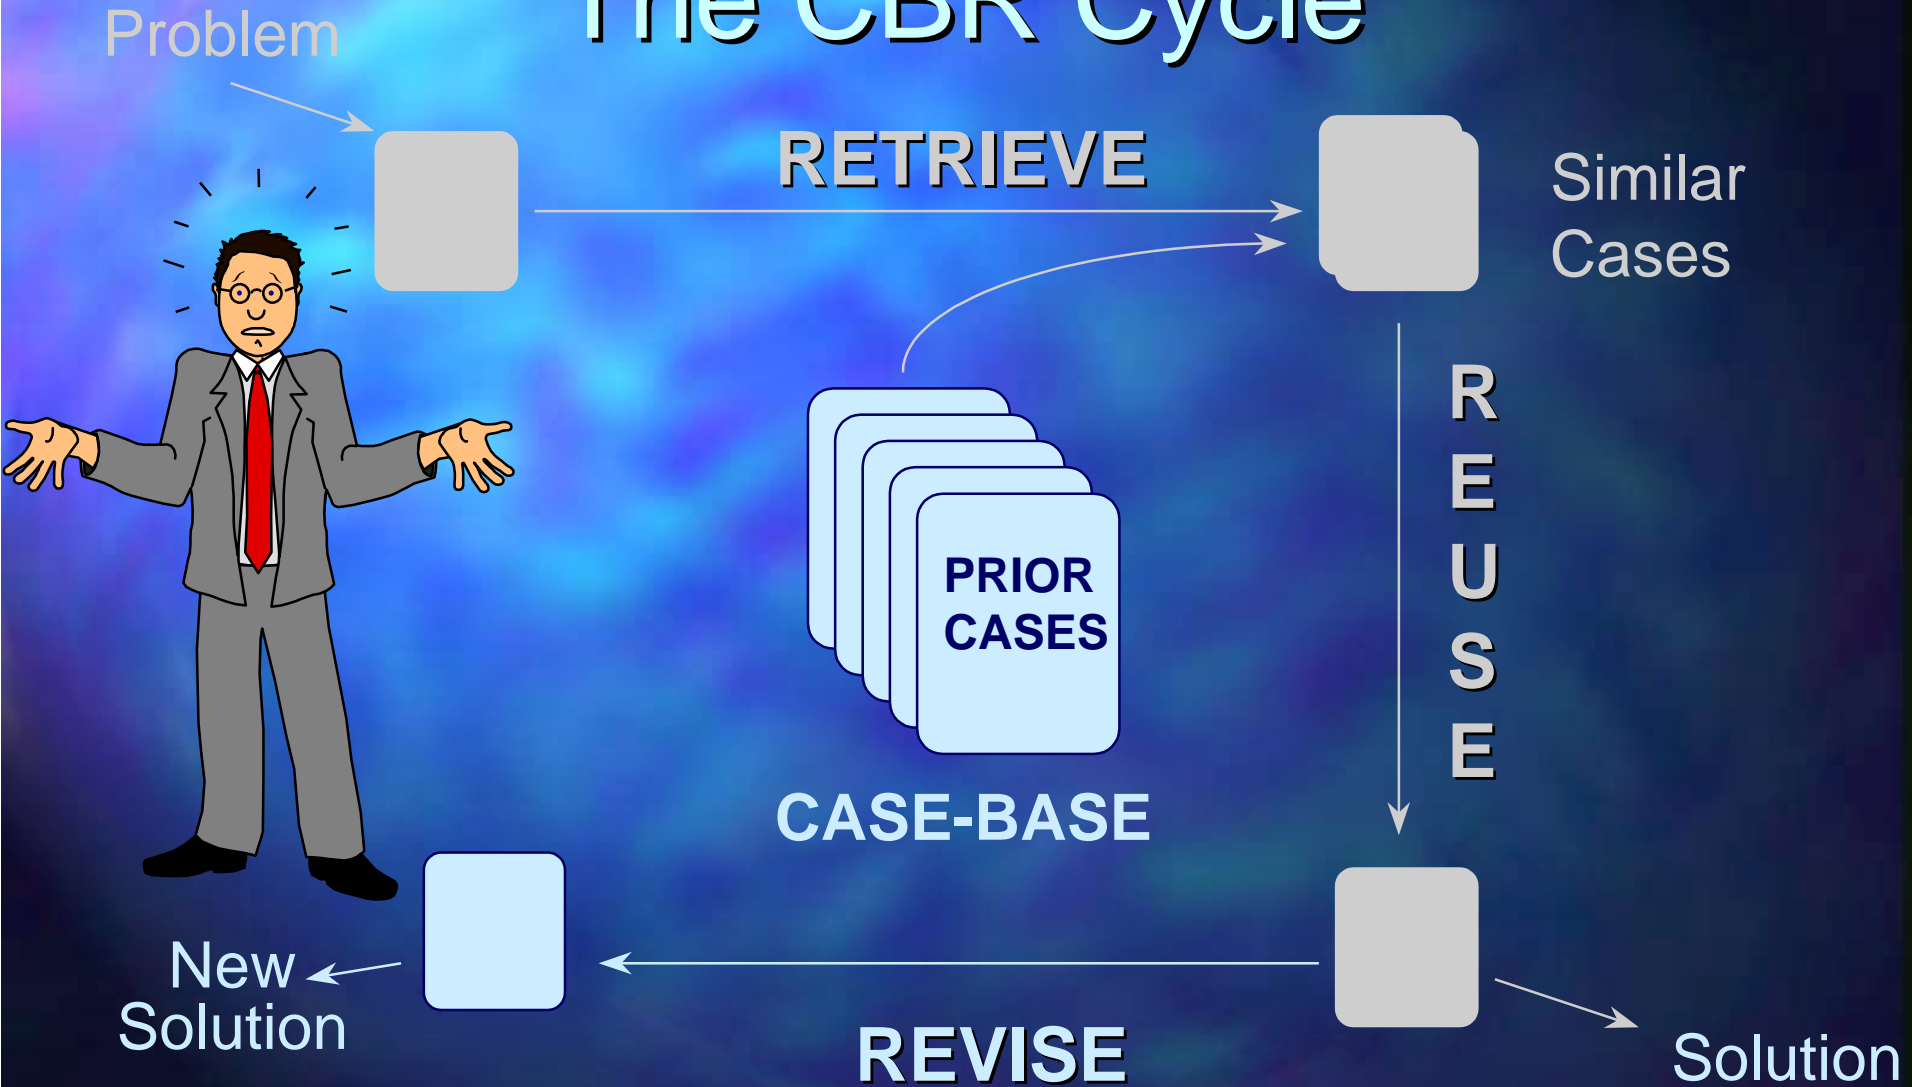 The CBR Cycle
Problem
RETRIEVE
Similar
Cases
R
E
U
S
E
PRIOR
CASES
CASE-BASE
New
Solution
REVISE
Solution